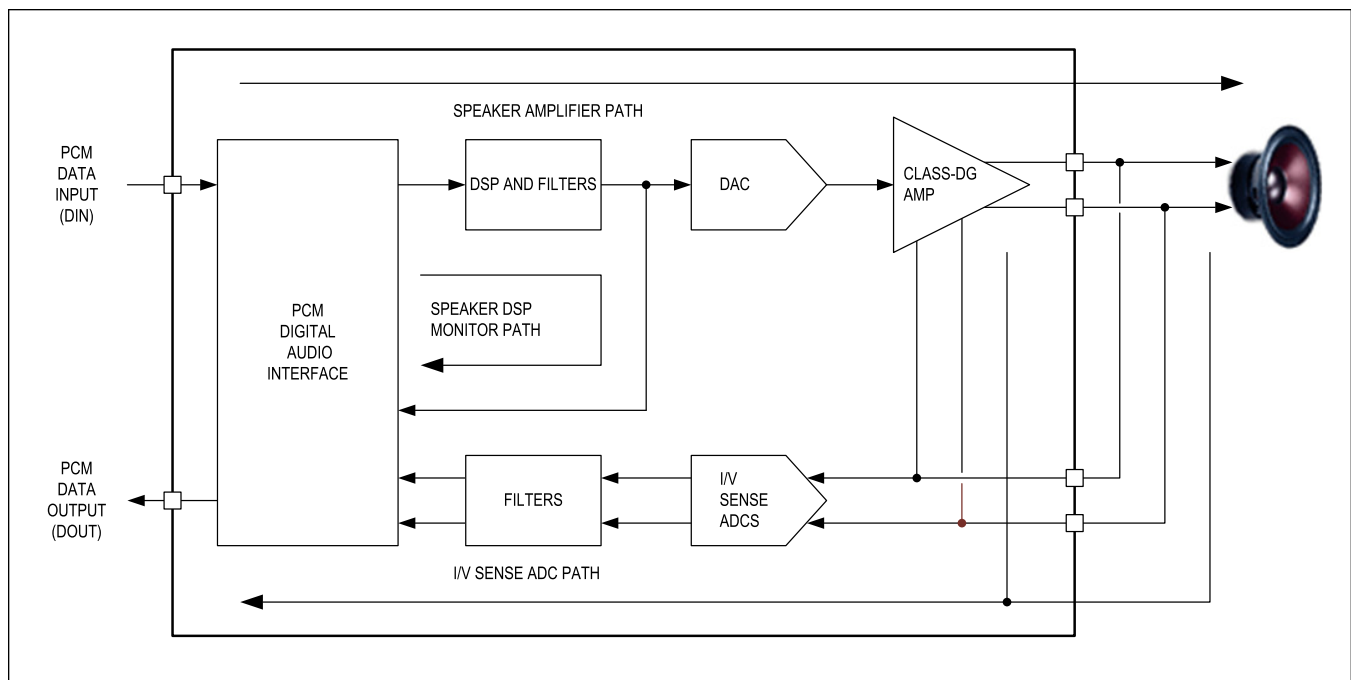 SPEAKER AMPLIFIER PATH
PCM
DATA
INPUT
(DIN)
DSP AND FILTERS
DAC
CLASS-DG
AMP
PCM
DIGITAL
AUDIO
INTERFACE
SPEAKER DSP
MONITOR PATH
PCM
DATA
OUTPUT
(DOUT)
FILTERS
I/V
SENSE
ADCS
I/V SENSE ADC PATH